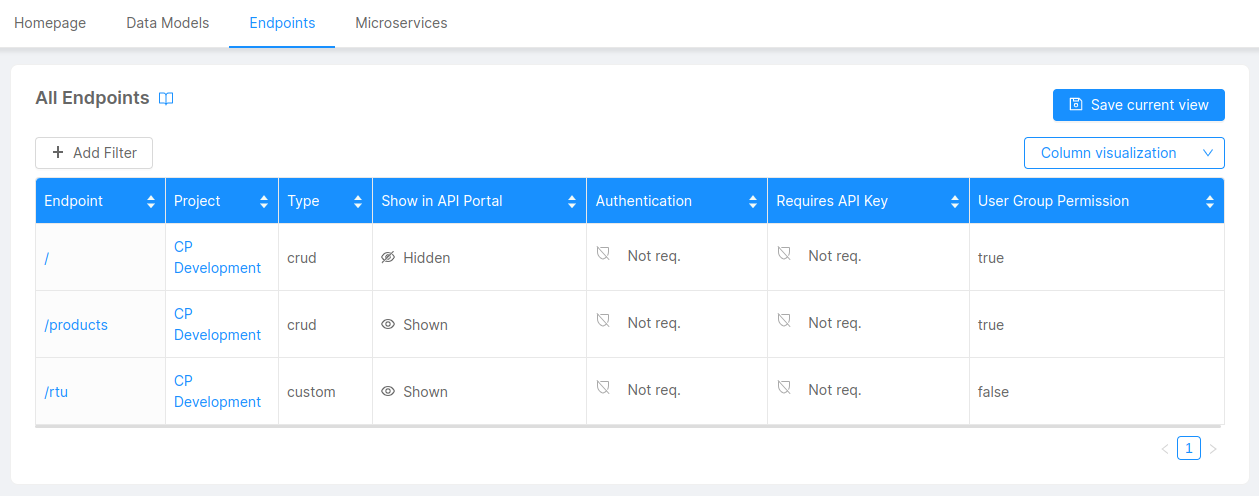 Homepage Data Models Endpoints Microservices
All Endpoints
Save current view
Add Filter
Column visualization
Endpoint Project Type Show in API Portal Authentication Requires API Key User Group Permission
/ CP Development crud Hidden Not req. Not req. true
/products CP Development crud Shown Not req. Not req. true
/rtu CP Development custom Shown Not req. Not req. false
1